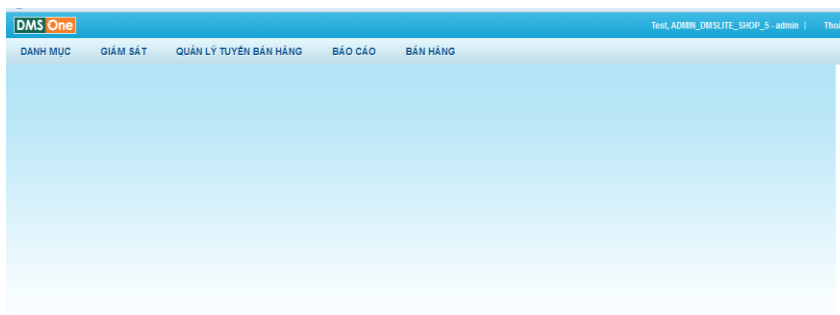 DMS One
Test, ADMIN_DMSLITE_SHOP_5 - admin |
DANH MỤC GIÁM SÁT QUẢN LÝ TUYẾN BÁN HÀNG BÁO CÁO BÁN HÀNG